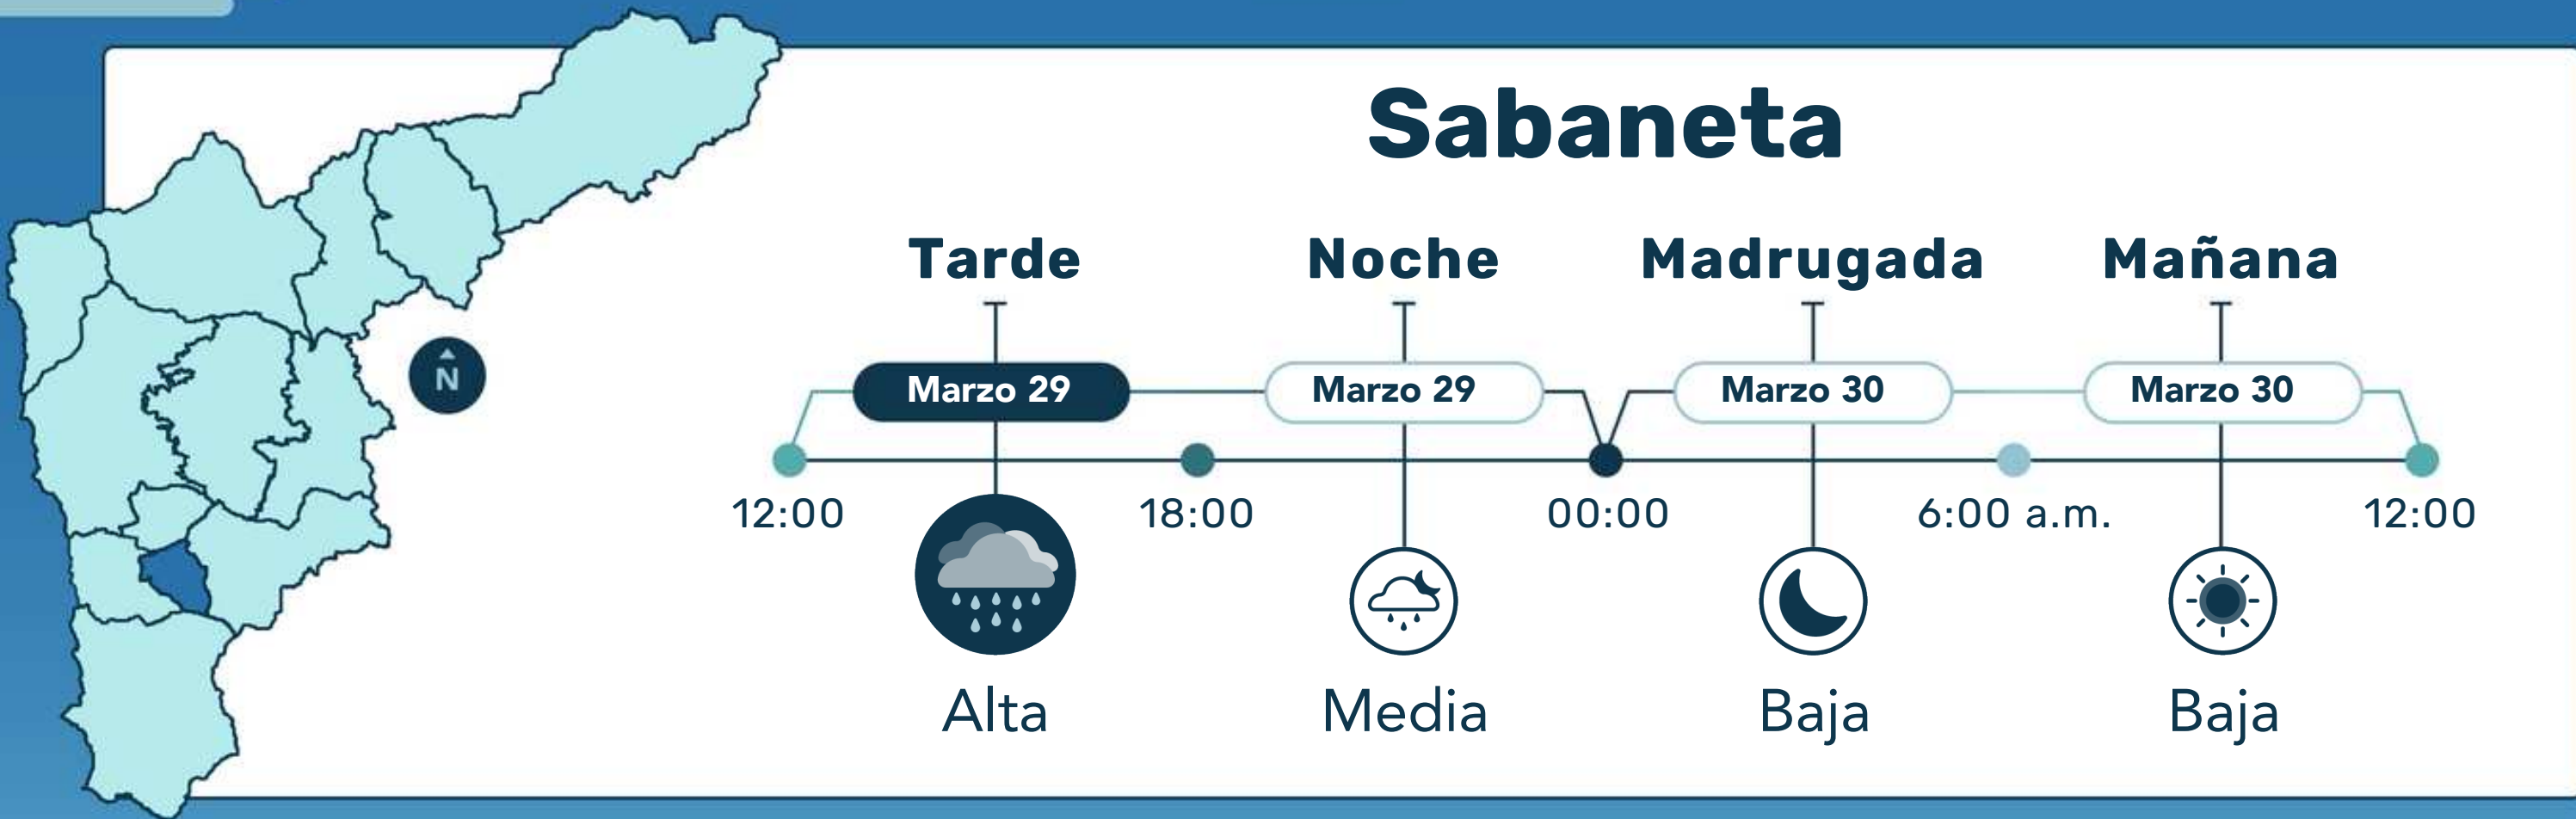 Sabaneta
Tarde Noche Madrugada Mañana
Marzo 29 Marzo 29 Marzo 30 Marzo 30
N
12:00 18:00 00:00 6:00 a.m. 12:00
Alta Media Baja Baja